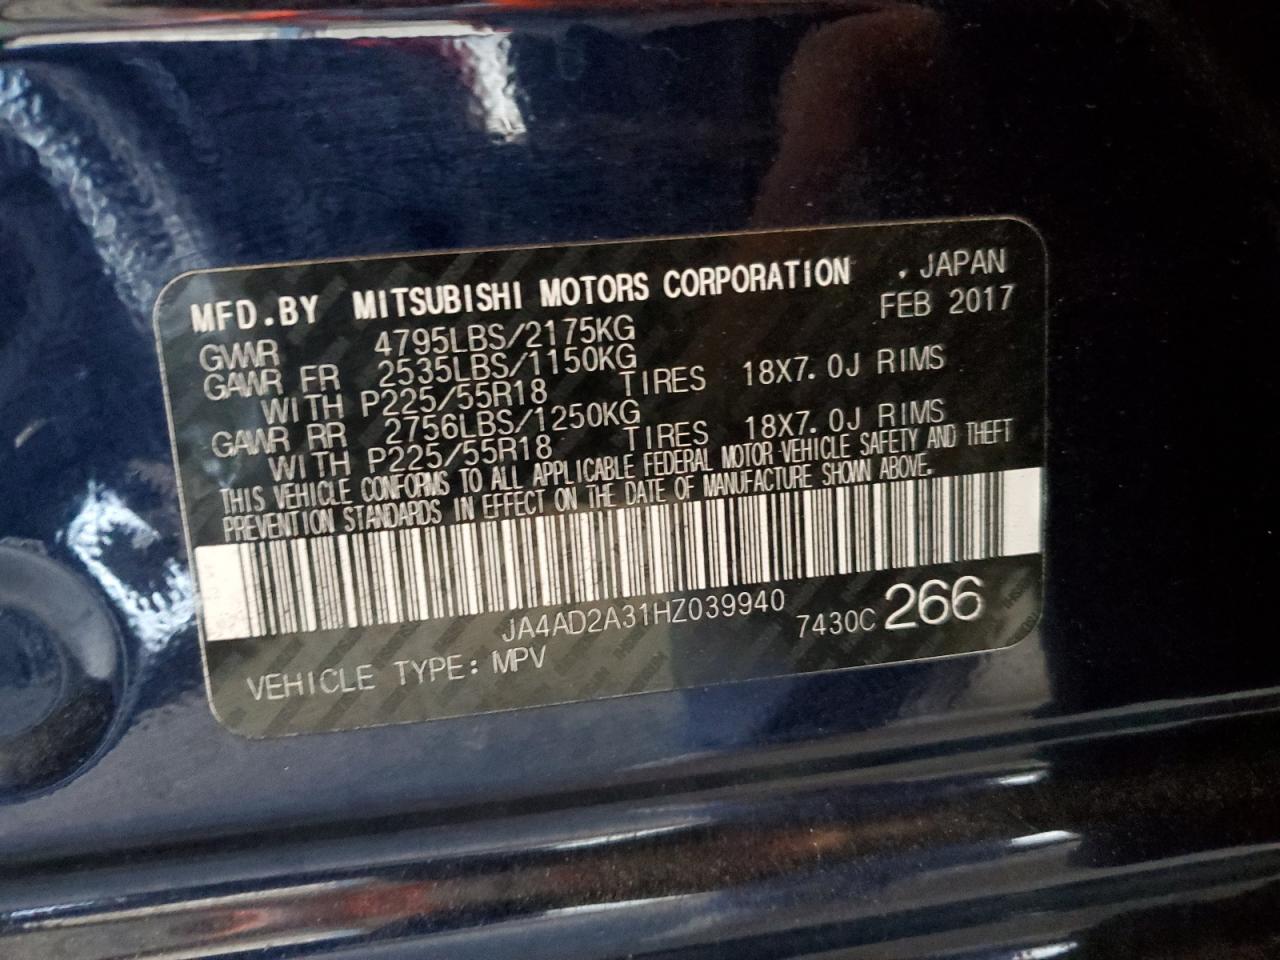 MFD.BY MITSUBISHI MOTORS CORPORATION . JAPAN
FEB 2017
GVWR 4795LBS/2175KG
GAWR FR 2535LBS/1150KG
WITH P225/55R18 TIRES 18X7.0J RIMS
GAWR RR 2756LBS/1250KG
WITH P225/55R18 TIRES 18X7.0J RIMS
THIS VEHICLE CONFORMS TO ALL APPLICABLE FEDERAL MOTOR VEHICLE SAFETY AND THEFT
PREVENTION STANDARDS IN EFFECT ON THE DATE OF MANUFACTURE SHOWN ABOVE.
JA4AD2A31HZ039940 7430C 266
VEHICLE TYPE: MPV